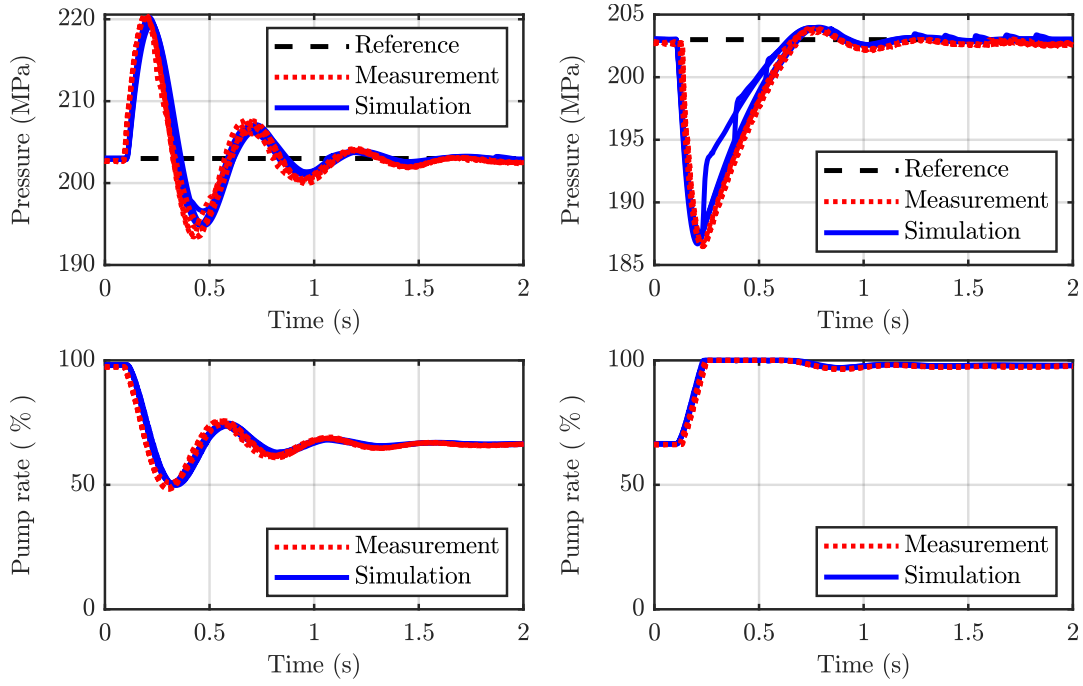 220
210
200
190
Pressure (MPa)
Reference
Measurement
Simulation
0
0.5
1
1.5
2
Time (s)
205
200
195
190
185
Pressure (MPa)
Reference
Measurement
Simulation
0
0.5
1
1.5
2
Time (s)
100
50
0
Pump rate ( % )
Measurement
Simulation
0
0.5
1
1.5
2
Time (s)
100
50
0
Pump rate ( % )
Measurement
Simulation
0
0.5
1
1.5
2
Time (s)